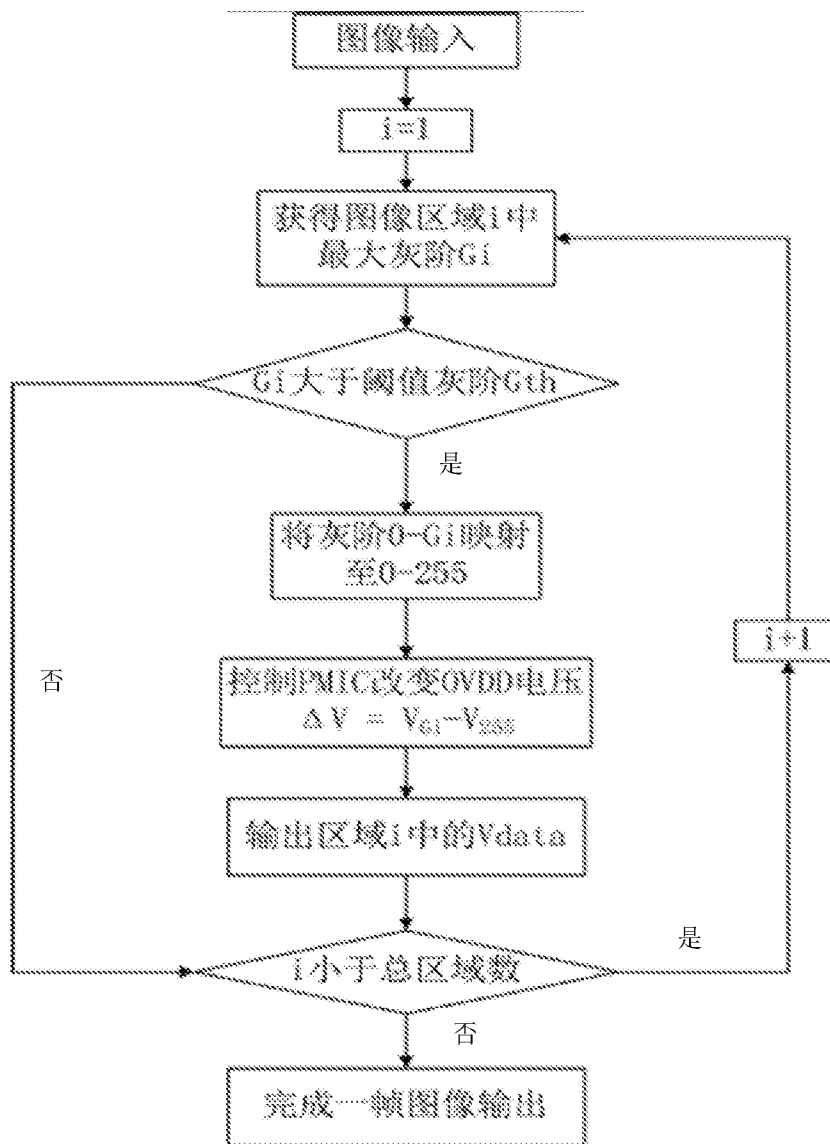 图像输入
i=1
获得图像区域i中
最大灰阶Gi
Gi大于阈值灰阶Gth
是
将灰阶0-Gi映射
至0-255
i+1
否
控制PMIC改变OVDD电压
ΔV = V_Gi-V_255
输出区域i中的Vdata
是
i小于总区域数
否
完成一帧图像输出